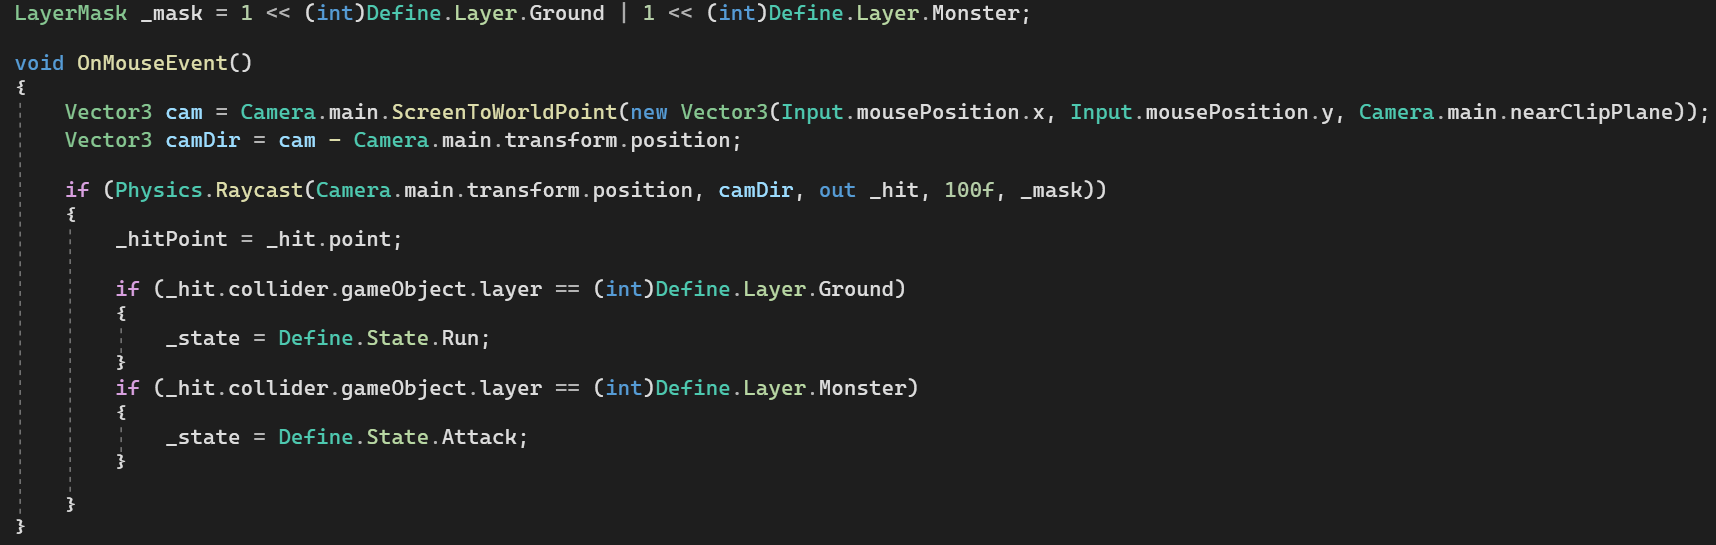 LayerMask _mask = 1 << (int)Define.Layer.Ground | 1 << (int)Define.Layer.Monster;

void OnMouseEvent()
{
    Vector3 cam = Camera.main.ScreenToWorldPoint(new Vector3(Input.mousePosition.x, Input.mousePosition.y, Camera.main.nearClipPlane));
    Vector3 camDir = cam - Camera.main.transform.position;

    if (Physics.Raycast(Camera.main.transform.position, camDir, out _hit, 100f, _mask))
    {
        _hitPoint = _hit.point;

        if (_hit.collider.gameObject.layer == (int)Define.Layer.Ground)
        {
            _state = Define.State.Run;
        }
        if (_hit.collider.gameObject.layer == (int)Define.Layer.Monster)
        {
            _state = Define.State.Attack;
        }

    }
}